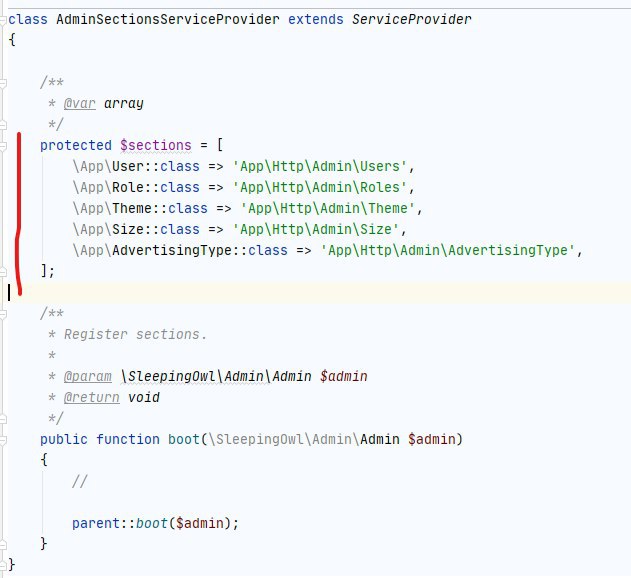 class AdminSectionsServiceProvider extends ServiceProvider
{
/**
* @var array
*/
protected $sections = [
\App\User::class => 'App\Http\Admin\Users',
\App\Role::class => 'App\Http\Admin\Roles',
\App\Theme::class => 'App\Http\Admin\Theme',
\App\Size::class => 'App\Http\Admin\Size',
\App\AdvertisingType::class => 'App\Http\Admin\AdvertisingType',
];
/**
* Register sections.
*
* @param \SleepingOwl\Admin\Admin $admin
* @return void
*/
public function boot(\SleepingOwl\Admin\Admin $admin)
{
//
parent::boot($admin);
}
}